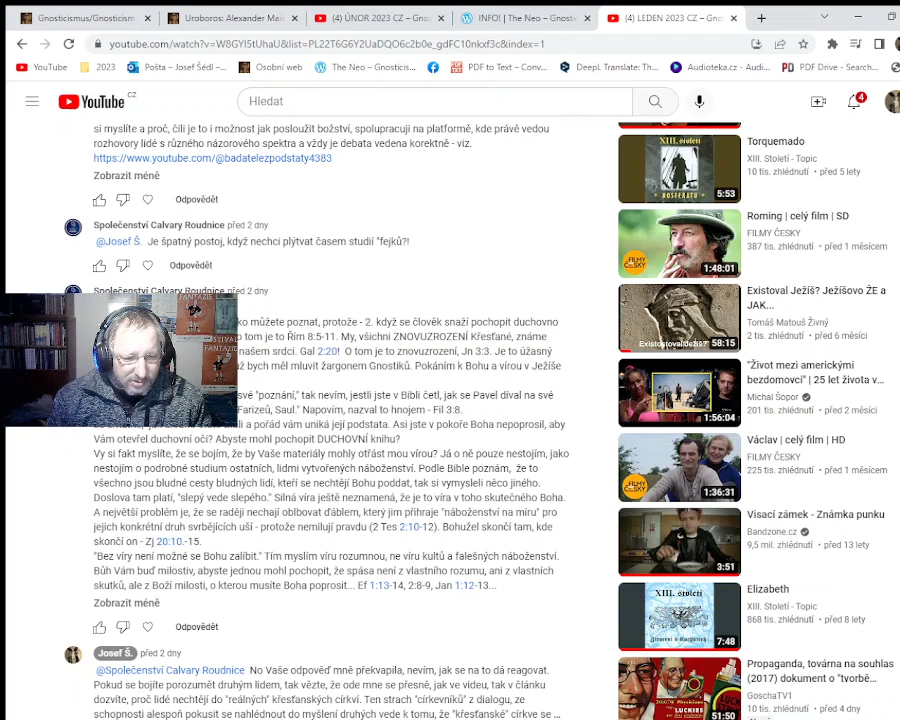 Gnosticismus/Gnosticism
Uroboros: Alexander Mai
(4) ÚNOR 2023 CZ – Gno
INFO! | The Neo – Gnostic
(4) LEDEN 2023 CZ – Gno
youtube.com/watch?v=W8GYI5tUhaU&list=PL22T6G6Y2UaDQO6c2b0e_gdFC10nkxf3c&index=1
YouTube
2023
Pošta – Josef Šédl –...
Osobní web
The Neo – Gnostic...
PDF to Text – Conv...
DeepL Translate: Th...
Audioteka.cz - Audi...
PDF Drive - Search...
YouTube CZ
Hledat
4
si myslíte a proč, čili je to i možnost jak posloužit božství, spolupracuji na platformě, kde právě vedou
rozhovory lidé s různého názorového spektra a vždy je debata vedena korektně - viz.
https://www.youtube.com/@badatelezpodstaty4383
Zobrazit méně
Odpovědět
Společenství Calvary Roudnice před 2 dny
@Josef Š. Je špatný postoj, když nechci plýtvat časem studií "fejků?!
Odpovědět
Společenství Calvary Roudnice před 2 dny
ko můžete poznat, protože - 2. když se člověk snaží pochopit duchovno
o tom je to Řím 8:5-11. My, všichni ZNOVUZROZENÍ Křesťané, známe
našem srdci. Gal 2:20! O tom je to znovuzrození, Jn 3:3. Je to úžasný
ž bych měl mluvit žargonem Gnostiků. Pokáním k Bohu a vírou v Ježíše
své "poznání," tak nevím, jestli jste v Bibli četl, jak se Pavel díval na své
Farizeů, Saul." Napovím, nazval to hnojem - Fil 3:8.
li a pořád vám uniká její podstata. Asi jste v pokoře Boha nepoprosil, aby
Vám otevřel duchovní oči? Abyste mohl pochopit DUCHOVNÍ knihu?
Vy si fakt myslíte, že se bojím, že by Vaše materiály mohly otřást mou vírou? Já o ně pouze nestojím, jako
nestojím o podrobné studium ostatních, lidmi vytvořených náboženství. Podle Bible poznám, že to
všechno jsou bludné cesty bludných lidí, kteří se nechtějí Bohu poddat, tak si vymysleli něco jiného.
Doslova tam platí, "slepý vede slepého." Silná víra ještě neznamená, že je to víra v toho skutečného Boha.
A největší problém je, že se raději nechají oblbovat ďáblem, který jim přihraje "náboženství na míru" pro
jejich konkrétní druh svrbějících uší - protože nemilují pravdu (2 Tes 2:10-12). Bohužel skončí tam, kde
skončí on - Zj 20:10.-15.
"Bez víry není možné se Bohu zalíbit." Tím myslím víru rozumnou, ne víru kultů a falešných náboženství.
Bůh Vám buď milostiv, abyste jednou mohl pochopit, že spása není z vlastního rozumu, ani z vlastních
skutků, ale z Boží milosti, o kterou musíte Boha poprosit... Ef 1:13-14, 2:8-9, Jan 1:12-13...
Zobrazit méně
Odpovědět
Josef Š. před 2 dny
@Společenství Calvary Roudnice No Vaše odpověď mně překvapila, nevím, jak se na to dá reagovat.
Pokud se bojíte porozumět druhým lidem, tak vězte, že ode mne se přesně, jak ve videu, tak v článku
dozvíte, proč lidé nechtějí do "reálných" křesťanských církví. Ten strach "církevníků" z dialogu, ze
schopnosti alespoň pokusit se nahlédnout do myšlení druhých vede k tomu, že "křesťanské" církve se ...
FANTAZIE
FESTIVAL
FANTAZIE
XIII. STOLETÍ
NOSFERATU
5:53
Torquemado
XIII. Století - Topic
10 tis. zhlédnutí • před 5 lety
FILMY ČESKY
1:48:01
Roming | celý film | SD
FILMY ČESKY
387 tis. zhlédnutí • před 1 měsícem
Existoval Ježíš?
58:15
Existoval Ježíš? Ježíšovo ŽE a
JAK...
Tomáš Matouš Živný
2 tis. zhlédnutí • před 6 měsíci
1:56:04
"Život mezi americkými
bezdomovci" | 25 let života v...
Michal Šopor
201 tis. zhlédnutí • před 2 měsíci
FILMY ČESKY
1:36:31
Václav | celý film | HD
FILMY ČESKY
225 tis. zhlédnutí • před 1 měsícem
3:51
Visací zámek - Známka punku
Bandzone.cz
9,5 mil. zhlédnutí • před 13 lety
XIII. STOLETÍ
7:48
Elizabeth
XIII. Století - Topic
868 tis. zhlédnutí • před 8 lety
LUCKIES
51:50
Propaganda, továrna na souhlas
(2017) dokument o "tvorbě...
GoschaTV1
10 tis. zhlédnutí • před 4 dny